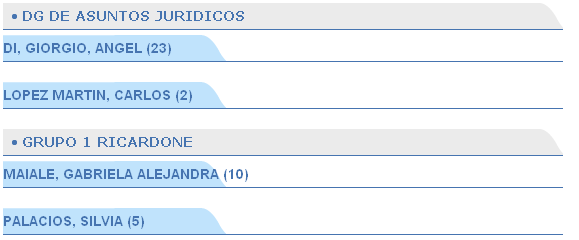 • DG DE ASUNTOS JURIDICOS
DI, GIORGIO, ANGEL (23)
LOPEZ MARTIN, CARLOS (2)
• GRUPO 1 RICARDONE
MAIALE, GABRIELA ALEJANDRA (10)
PALACIOS, SILVIA (5)